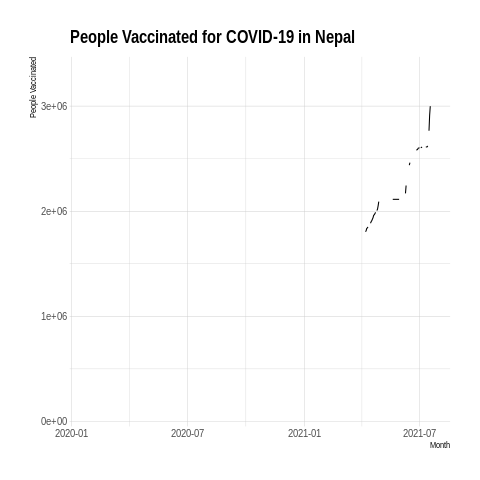 People Vaccinated for COVID-19 in Nepal
People Vaccinated
3e+06
2e+06
1e+06
0e+00
2020-01 2020-07 2021-01 2021-07
Month